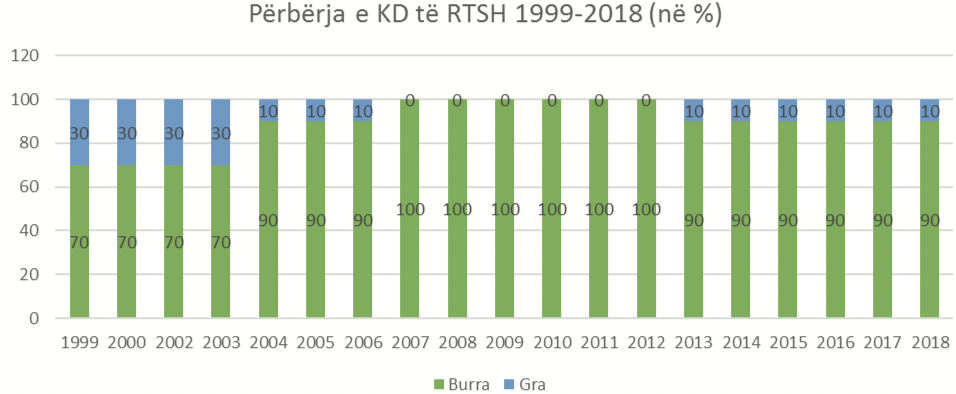 Përbërja e KD të RTSH 1999-2018 (në %)
120
100
80
60
40
20
0
30 30 30 30 10 10 10 0 0 0 0 0 0 10 10 10 10 10 10
70 70 70 70 90 90 90 100 100 100 100 100 100 90 90 90 90 90 90
1999 2000 2002 2003 2004 2005 2006 2007 2008 2009 2010 2011 2012 2013 2014 2015 2016 2017 2018
Burra Gra